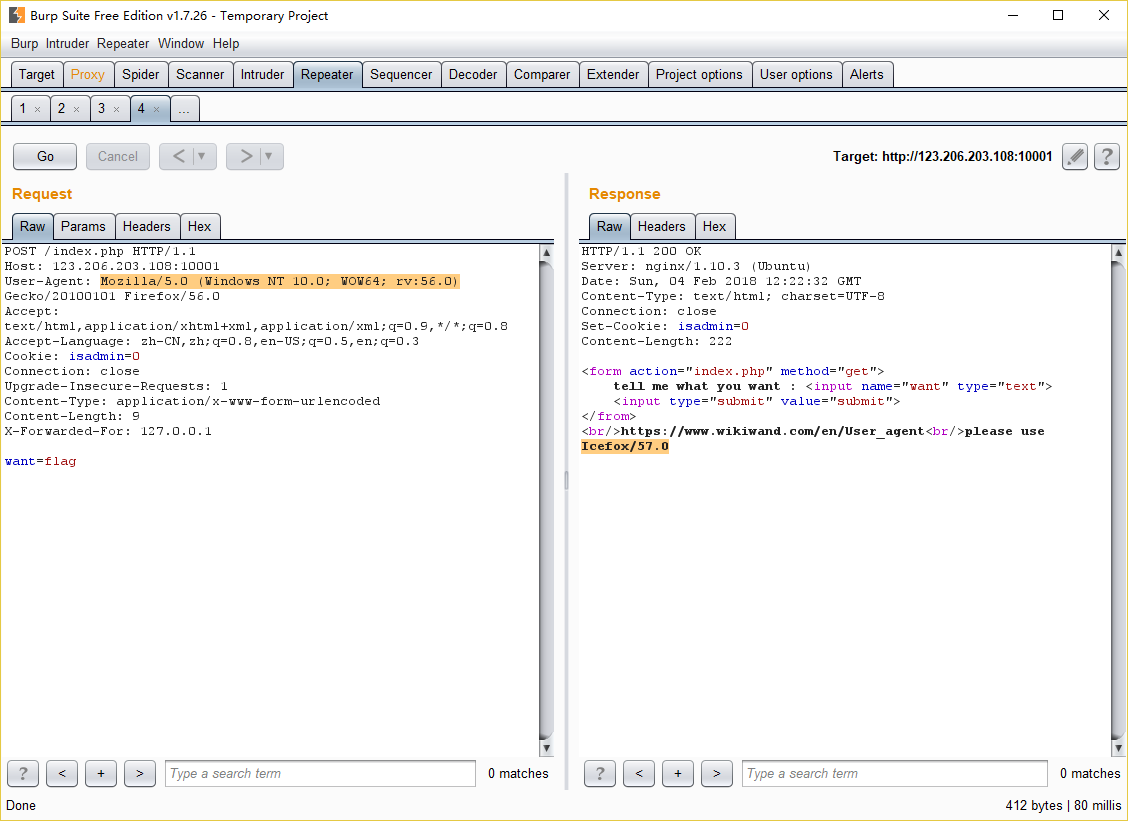 Burp Suite Free Edition v1.7.26 - Temporary Project
Burp Intruder Repeater Window Help
Target Proxy Spider Scanner Intruder Repeater Sequencer Decoder Comparer Extender Project options User options Alerts
1 × 2 × 3 × 4 × ...
Go Cancel < ▼ > ▼ Target: http://123.206.203.108:10001 ?
Request
Raw Params Headers Hex
POST /index.php HTTP/1.1
Host: 123.206.203.108:10001
User-Agent: Mozilla/5.0 (Windows NT 10.0; WOW64; rv:56.0)
Gecko/20100101 Firefox/56.0
Accept:
text/html,application/xhtml+xml,application/xml;q=0.9,*/*;q=0.8
Accept-Language: zh-CN,zh;q=0.8,en-US;q=0.5,en;q=0.3
Cookie: isadmin=0
Connection: close
Upgrade-Insecure-Requests: 1
Content-Type: application/x-www-form-urlencoded
Content-Length: 9
X-Forwarded-For: 127.0.0.1
want=flag
? < + > Type a search term 0 matches
Response
Raw Headers Hex
HTTP/1.1 200 OK
Server: nginx/1.10.3 (Ubuntu)
Date: Sun, 04 Feb 2018 12:22:32 GMT
Content-Type: text/html; charset=UTF-8
Connection: close
Set-Cookie: isadmin=0
Content-Length: 222
<form action="index.php" method="get">
tell me what you want : <input name="want" type="text">
<input type="submit" value="submit">
</from>
<br/>https://www.wikiwand.com/en/User_agent<br/>please use
Icefox/57.0
? < + > Type a search term 0 matches
Done 412 bytes | 80 millis